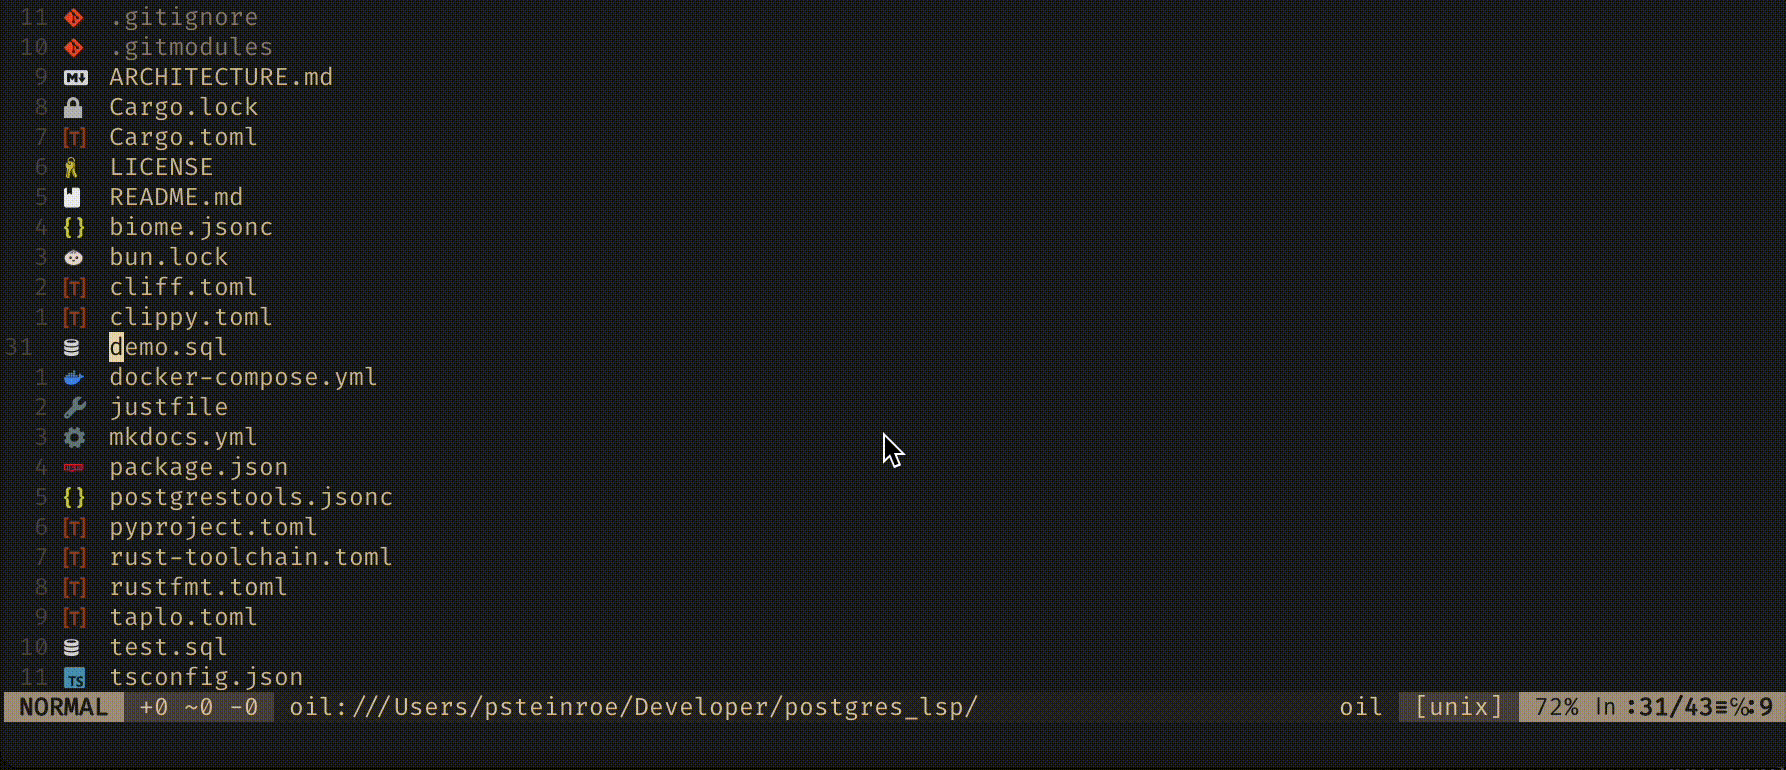 11 .gitignore
10 .gitmodules
9 ARCHITECTURE.md
8 Cargo.lock
7 [T] Cargo.toml
6 LICENSE
5 README.md
4 {} biome.jsonc
3 bun.lock
2 [T] cliff.toml
1 [T] clippy.toml
31 demo.sql
1 docker-compose.yml
2 justfile
3 mkdocs.yml
4 package.json
5 {} postgrestools.jsonc
6 [T] pyproject.toml
7 [T] rust-toolchain.toml
8 [T] rustfmt.toml
9 [T] taplo.toml
10 test.sql
11 TS tsconfig.json
NORMAL +0 ~0 -0 oil:///Users/psteinroe/Developer/postgres_lsp/ oil [unix] 72% ln :31/43≡℅:9